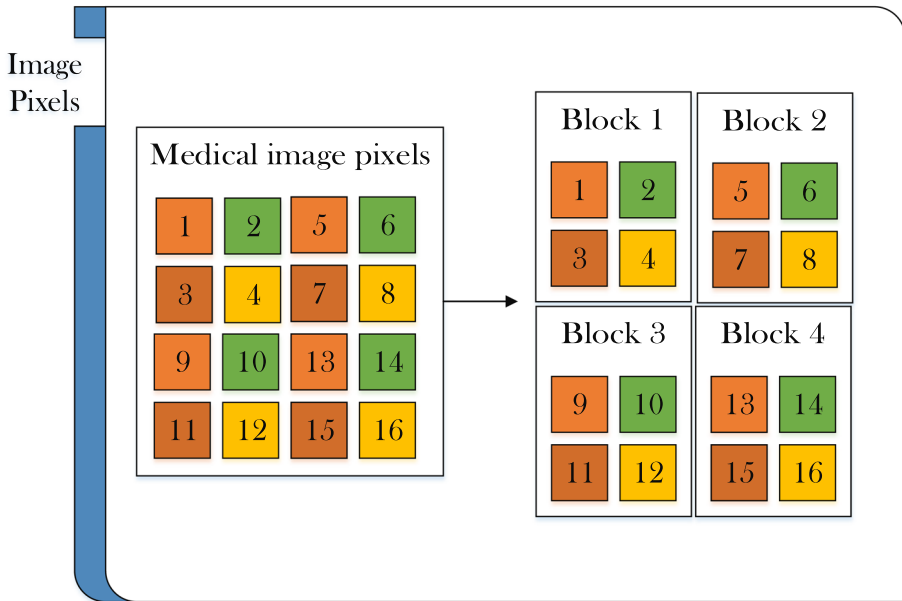 Image
Pixels
Medical image pixels
1 2 5 6
3 4 7 8
9 10 13 14
11 12 15 16
Block 1
1 2
3 4
Block 2
5 6
7 8
Block 3
9 10
11 12
Block 4
13 14
15 16